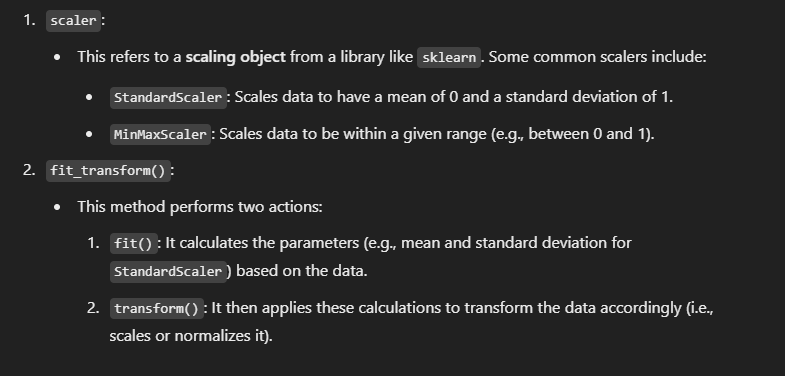 1. scaler:
• This refers to a scaling object from a library like sklearn. Some common scalers include:
• StandardScaler: Scales data to have a mean of 0 and a standard deviation of 1.
• MinMaxScaler: Scales data to be within a given range (e.g., between 0 and 1).
2. fit_transform():
• This method performs two actions:
1. fit(): It calculates the parameters (e.g., mean and standard deviation for
StandardScaler) based on the data.
2. transform(): It then applies these calculations to transform the data accordingly (i.e.,
scales or normalizes it).